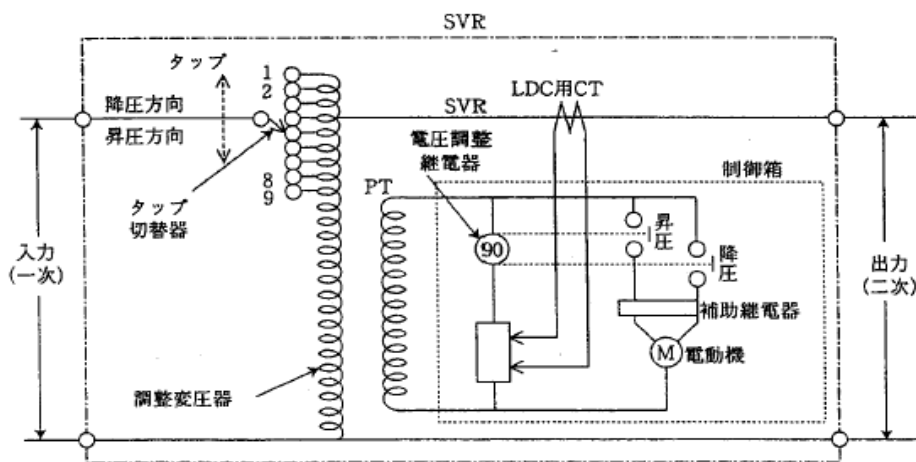 SVR
タップ
1
2
降圧方向
昇圧方向
8
9
タップ
切替器
入力
(一次)
調整変圧器
SVR
LDC用CT
電圧調整
継電器
制御箱
PT
90
昇圧
降圧
補助継電器
M
電動機
出力
(二次)